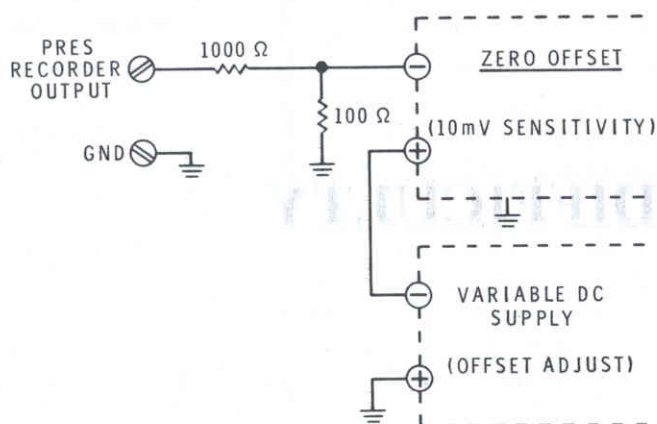 PRES
RECORDER
OUTPUT
1000 Ω
−
ZERO OFFSET
100 Ω
GND
(10mV SENSITIVITY)
+
−
VARIABLE DC
SUPPLY
+
(OFFSET ADJUST)